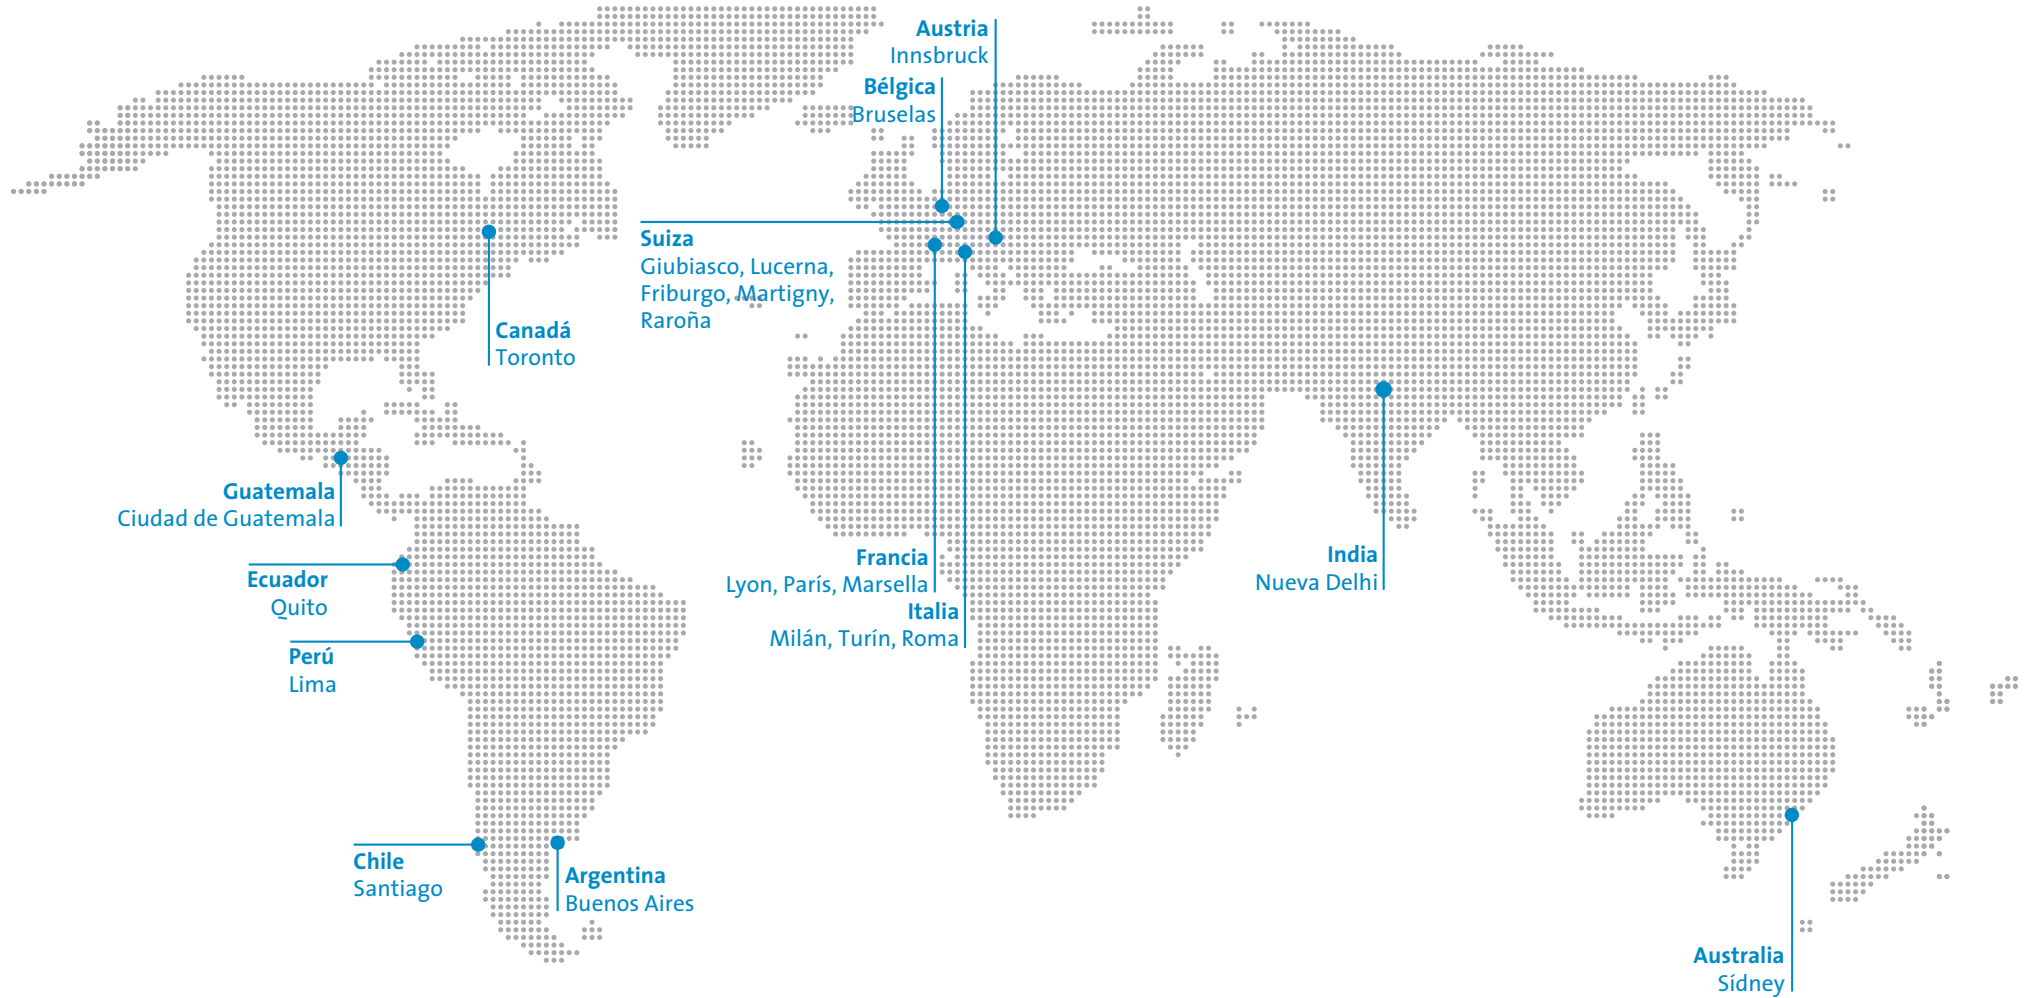 Austria
Innsbruck
Bélgica
Bruselas
Suiza
Giubiasco, Lucerna,
Friburgo, Martigny,
Raroña
Canadá
Toronto
Guatemala
Ciudad de Guatemala
Ecuador
Quito
Perú
Lima
Francia
Lyon, París, Marsella
Italia
Milán, Turín, Roma
India
Nueva Delhi
Chile
Santiago
Argentina
Buenos Aires
Australia
Sídney